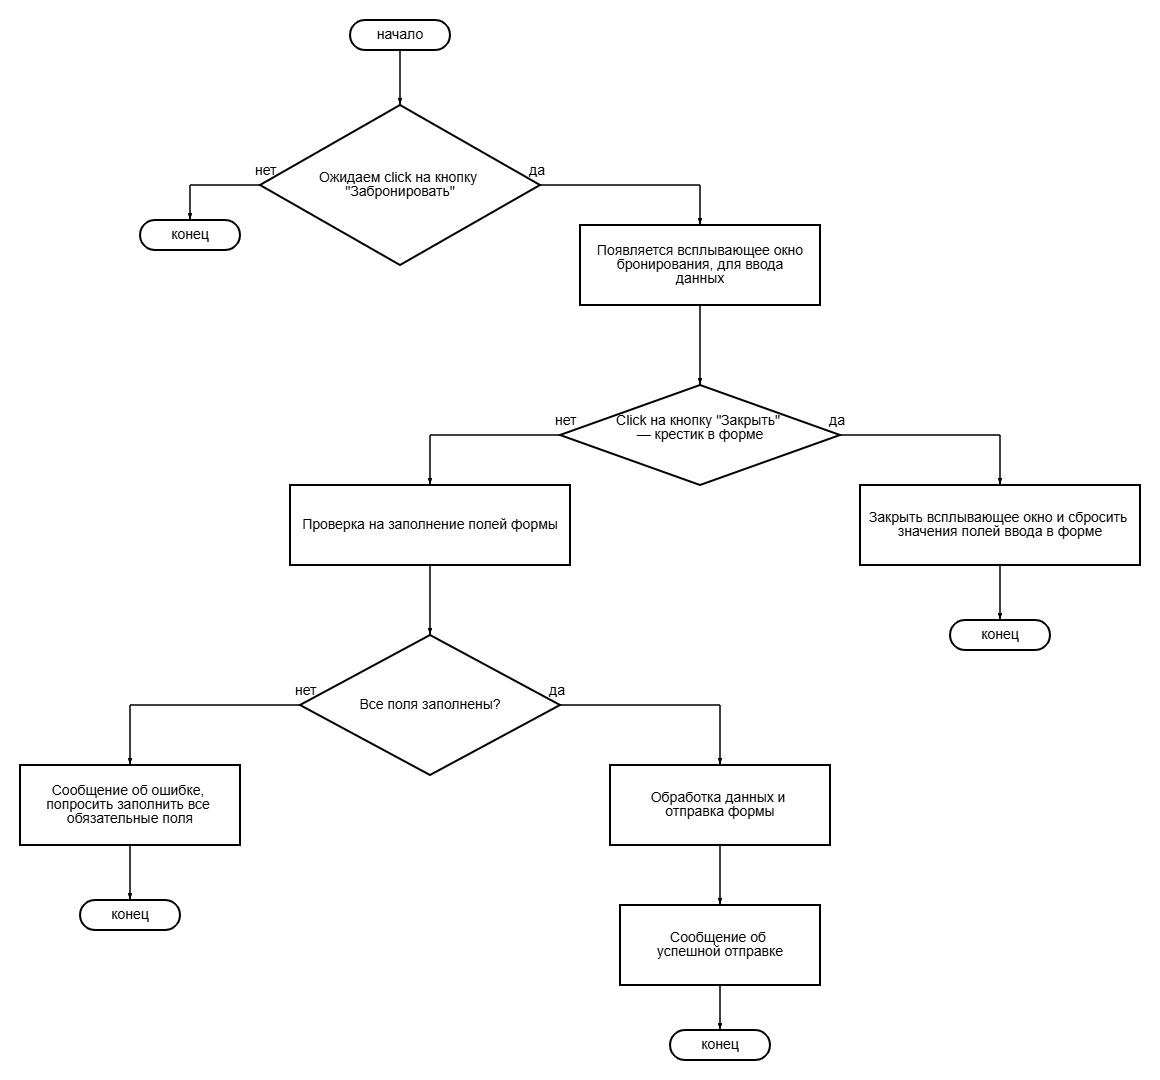 начало
нет
да
Ожидаем click на кнопку
"Забронировать"
конец
Появляется всплывающее окно
бронирования, для ввода
данных
нет
Click на кнопку "Закрыть"
— крестик в форме
да
Проверка на заполнение полей формы
Закрыть всплывающее окно и сбросить
значения полей ввода в форме
конец
нет
да
Все поля заполнены?
Сообщение об ошибке,
попросить заполнить все
обязательные поля
Обработка данных и
отправка формы
конец
Сообщение об
успешной отправке
конец